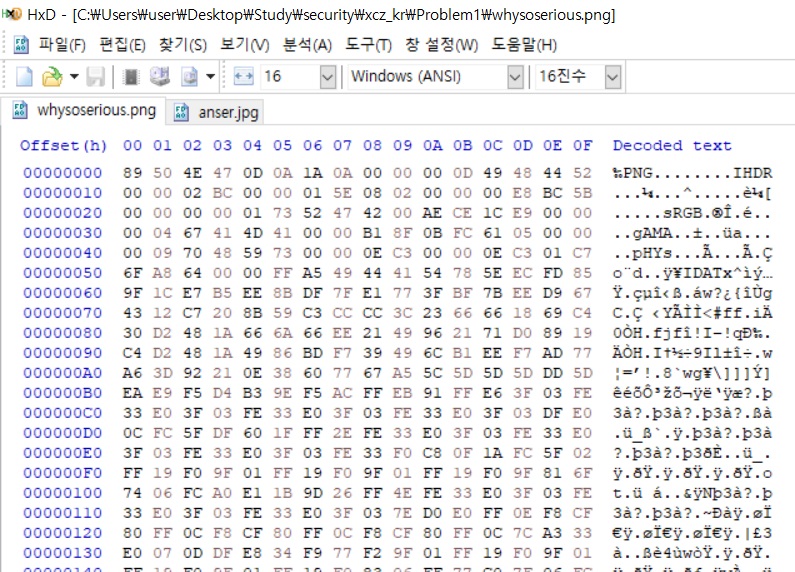 HxD - [C:₩Users₩user₩Desktop₩Study₩security₩xcz_kr₩Problem1₩whysoserious.png]
파일(F) 편집(E) 찾기(S) 보기(V) 분석(A) 도구(T) 창 설정(W) 도움말(H)
16 Windows (ANSI) 16진수
whysoserious.png anser.jpg
Offset(h) 00 01 02 03 04 05 06 07 08 09 0A 0B 0C 0D 0E 0F Decoded text
00000000 89 50 4E 47 0D 0A 1A 0A 00 00 00 0D 49 48 44 52 ‰PNG........IHDR
00000010 00 00 02 BC 00 00 01 5E 08 02 00 00 00 E8 BC 5B ...¼...^.....è¼[
00000020 00 00 00 00 01 73 52 47 42 00 AE CE 1C E9 00 00 .....sRGB.®Î.é..
00000030 00 04 67 41 4D 41 00 00 B1 8F 0B FC 61 05 00 00 ..gAMA..±..üa...
00000040 00 09 70 48 59 73 00 00 0E C3 00 00 0E C3 01 C7 ..pHYs...Ã...Ã.Ç
00000050 6F A8 64 00 00 FF A5 49 44 41 54 78 5E EC FD 85 o¨d..ÿ¥IDATx^ìý…
00000060 9F 1C E7 B5 EE 8B DF 7F E1 77 3F BF 7B EE D9 67 Ÿ.çµî‹ß.áw?¿{îÙg
00000070 43 12 C7 20 8B 59 C3 CC CC 3C 23 66 66 18 69 C4 C.Ç ‹YÃÌÌ<#ff.iÄ
00000080 30 D2 48 1A 66 6A 66 EE 21 49 96 21 71 D0 89 19 0ÒH.fjfî!I–!qÐ‰.
00000090 C4 D2 48 1A 49 86 BD F7 39 49 6C B1 EE F7 AD 77 ÄÒH.I†½÷9Il±î÷.w
000000A0 A6 3D 92 21 0E 38 60 77 67 A5 5C 5D 5D DD 5D ¦=’!.8`wg¥\]]]Ý]
000000B0 EA E9 F5 D4 B3 9E F5 AC FF EB 91 FF E6 3F 03 FE êéõÔ³žõ¬ÿë‘ÿæ?.þ
000000C0 33 E0 3F 03 FE 33 E0 3F 03 FE 33 E0 3F 03 DF E0 3à?.þ3à?.þ3à?.ßà
000000D0 0C FC 5F DF 60 1F FF 2E FE 33 E0 3F 03 FE 33 E0 .ü_ß`.ÿ.þ3à?.þ3à
000000E0 3F 03 FE 33 E0 3F 03 FE 33 F0 C8 0F 1A FC 5F 02 ?.þ3à?.þ3ðÈ..ü_.
000000F0 FF 19 F0 9F 01 FF 19 F0 9F 01 FF 19 F0 9F 81 6F ÿ.ðŸ.ÿ.ðŸ.ÿ.ðŸ.o
00000100 74 06 FC A0 E1 1B 9D 26 FF 4E FE 33 E0 3F 03 FE t.ü á..&ÿNþ3à?.þ
00000110 33 E0 3F 03 FE 33 E0 3F 03 7E D0 E0 FF 0E F8 CF 3à?.þ3à?.~Ðàÿ.øÏ
00000120 80 FF 0C F8 CF 80 FF 0C F8 CF 80 FF 0C 7C A3 33 €ÿ.øÏ€ÿ.øÏ€ÿ.|£3
00000130 E0 07 0D DF E8 34 F9 77 F2 9F 01 FF 19 F0 9F 01 à..ßè4ùwòŸ.ÿ.ðŸ.